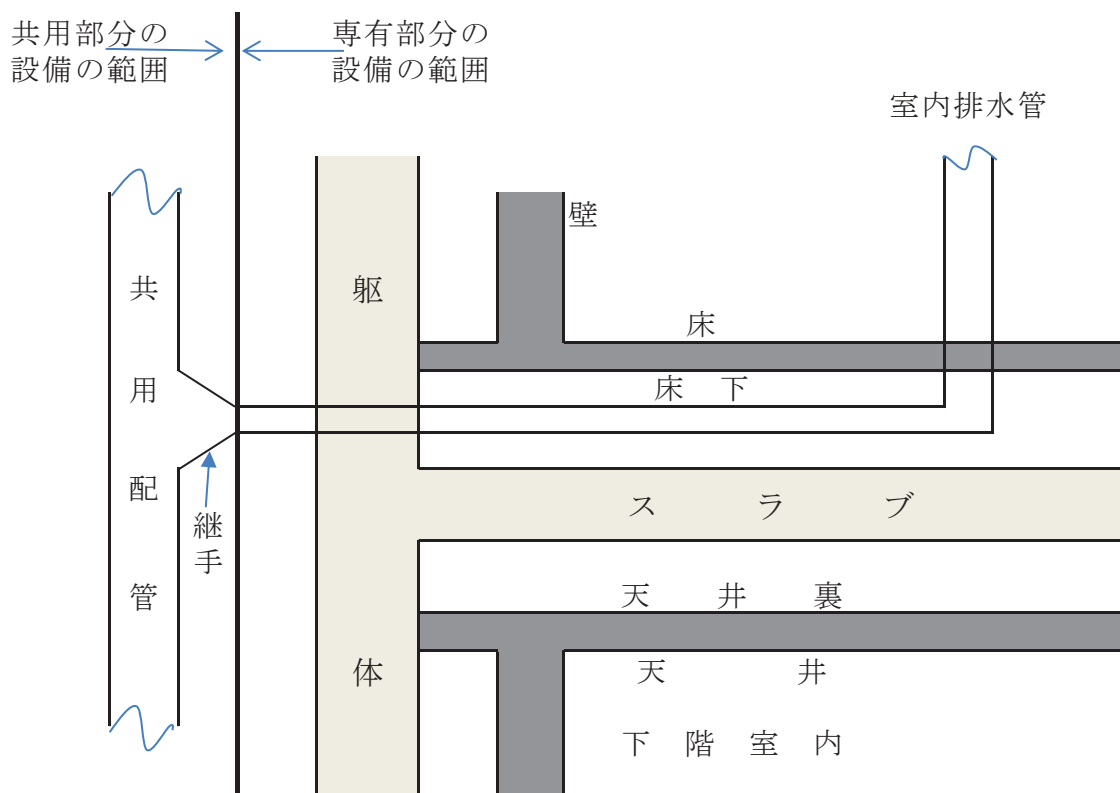 共用部分の
設備の範囲
専有部分の
設備の範囲
室内排水管
壁
共用配管
躯体
床
床下
継手
スラブ
天井裏
天井
下階室内